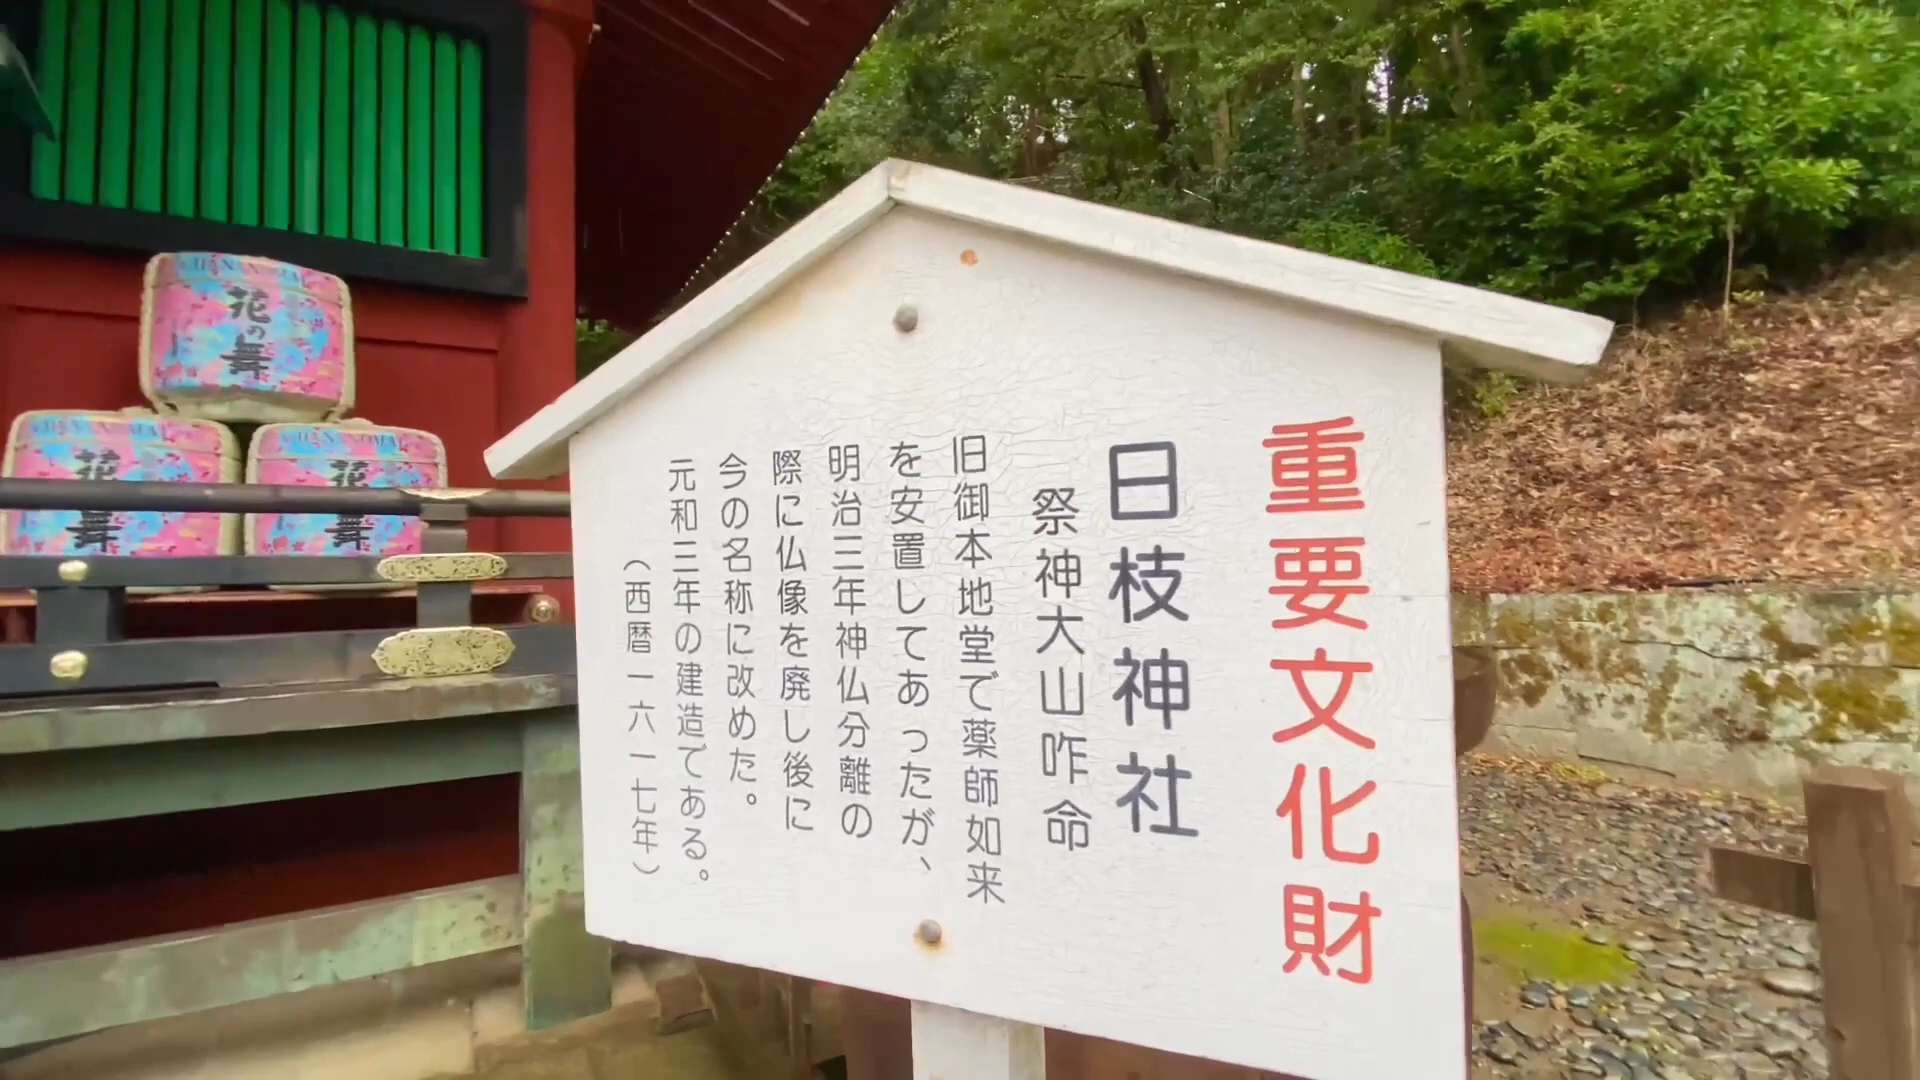 重要文化財
日枝神社
祭神大山咋命
旧御本地堂で薬師如来
を安置してあったが、
明治三年神仏分離の
際に仏像を廃し後に
今の名称に改めた。
元和三年の建造である。
（西暦一六一七年）
花の舞
花
舞
花
舞